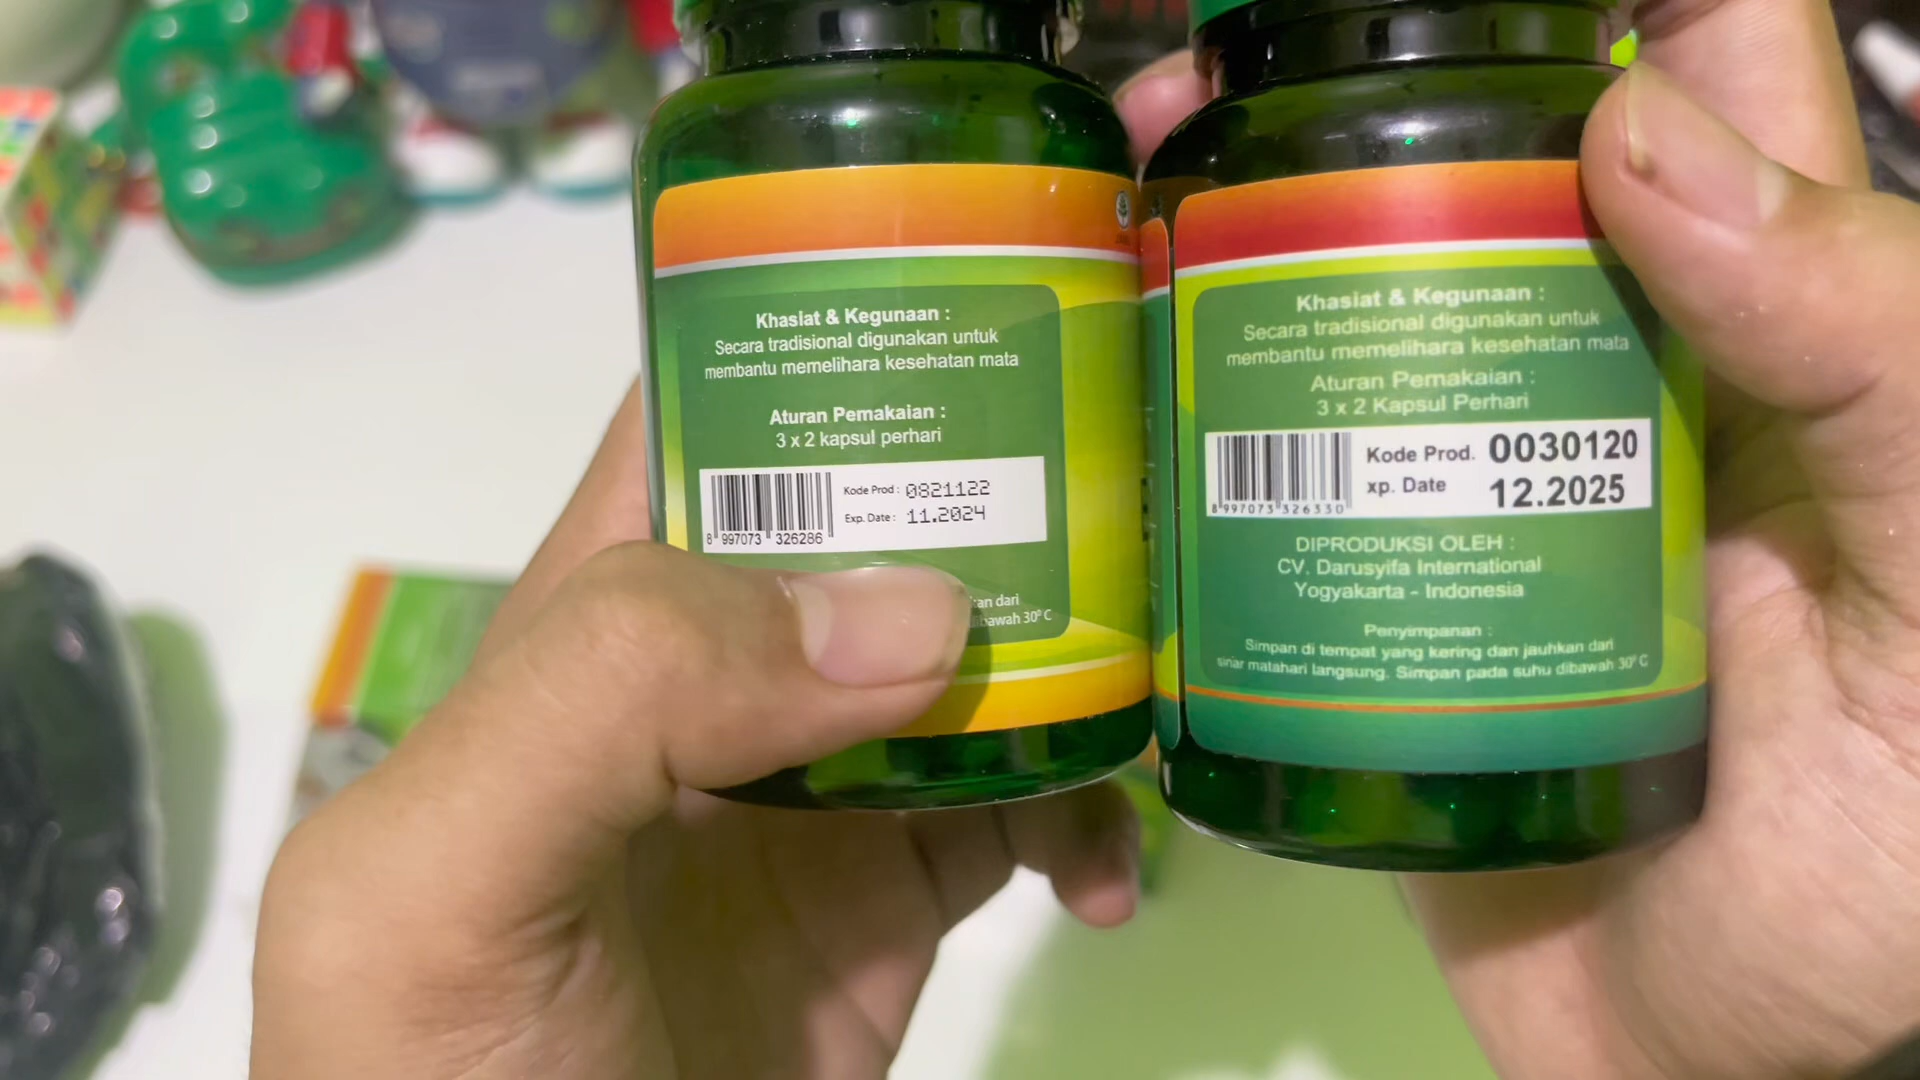 Khasiat & Kegunaan :
Secara tradisional digunakan untuk
membantu memelihara kesehatan mata
Aturan Pemakaian :
3 x 2 kapsul perhari
Kode Prod : 0821122
Exp. Date : 11.2024
8 997073 326286
dari
dibawah 30° C
Khasiat & Kegunaan :
Secara tradisional digunakan untuk
membantu memelihara kesehatan mata
Aturan Pemakaian :
3 x 2 Kapsul Perhari
Kode Prod. 0030120
xp. Date 12.2025
8 997073 326330
DIPRODUKSI OLEH :
CV. Darusyifa International
Yogyakarta - Indonesia
Penyimpanan :
Simpan di tempat yang kering dan jauhkan dari
sinar matahari langsung. Simpan pada suhu dibawah 30° C